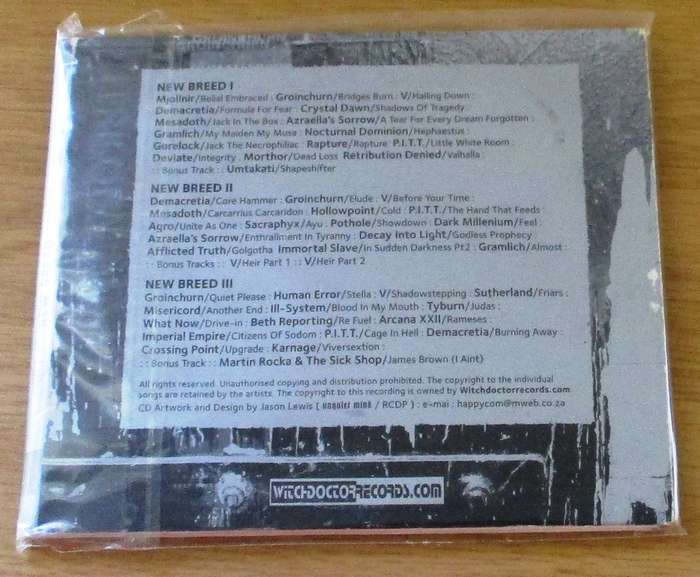 NEW BREED I
Mjollnir/Belial Embraced : Groinchurn/Bridges Burn : V/Hailing Down :
Demacretia/Formula For Fear : Crystal Dawn/Shadows Of Tragedy :
Mesadoth/Jack In The Box : Azraella's Sorrow/A Tear For Every Dream Forgotten :
Gramlich/My Maiden My Muse : Nocturnal Dominion/Hephaestus :
Gorelock/Jack The Necrophiliac : Rapture/Rapture P.I.T.T./Little White Room :
Deviate/Integrity : Morthor/Dead Loss Retribution Denied/Valhalla :
: : Bonus Track : Umtakati/Shapeshifter
NEW BREED II
Demacretia/Core Hammer : Groinchurn/Elude : V/Before Your Time :
Mesadoth/Carcarrius Carcaridon : Hollowpoint/Cold : P.I.T.T./The Hand That Feeds :
Agro/Unite As One : Sacraphyx/Ayu : Pothole/Showdown : Dark Millenium/Feel :
Azraella's Sorrow/Enthrallment In Tyranny : Decay Into Light/Godless Prophecy :
Afflicted Truth/Golgotha Immortal Slave/In Sudden Darkness Pt2 : Gramlich/Almost :
: : Bonus Tracks : : V/Heir Part 1 : : V/Heir Part 2
NEW BREED III
Groinchurn/Quiet Please : Human Error/Stella : V/Shadowstepping : Sutherland/Friars :
Misericord/Another End : Ill-System/Blood In My Mouth : Tyburn/Judas :
What Now/Drive-in : Beth Reporting/Re Fuel : Arcana XXII/Rameses :
Imperial Empire/Citizens Of Sodom : P.I.T.T./Cage In Hell : Demacretia/Burning Away :
Crossing Point/Upgrade : Karnage/Viversextion :
: : Bonus Track : : Martin Rocka & The Sick Shop/James Brown (I Aint)
All rights reserved. Unauthorised copying and distribution prohibited. The copyright to the individual
songs are retained by the artists. The copyright to this recording is owned by Witchdoctorrecords.com
CD Artwork and Design by Jason Lewis ( / RCDP ) : e-mai : happycom@mweb.co.za
WITCHDOCTORRECORDS.COM